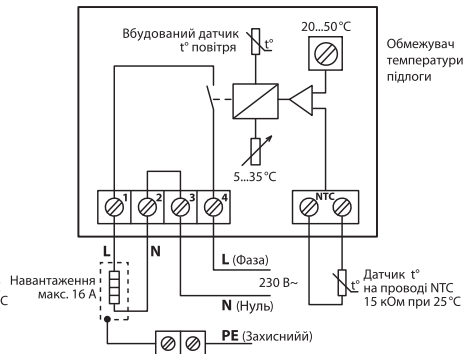 Вбудований датчик
t° повітря
t°
20...50 °C
Обмежувач
температури
підлоги
5...35 °C
1
2
3
4
NTC
L
N
L (Фаза)
230 В~
N (Нуль)
Навантаження
макс. 16 А
C
t°
Датчик t°
на проводі NTC
15 кОм при 25 °C
PE (Захисниий)